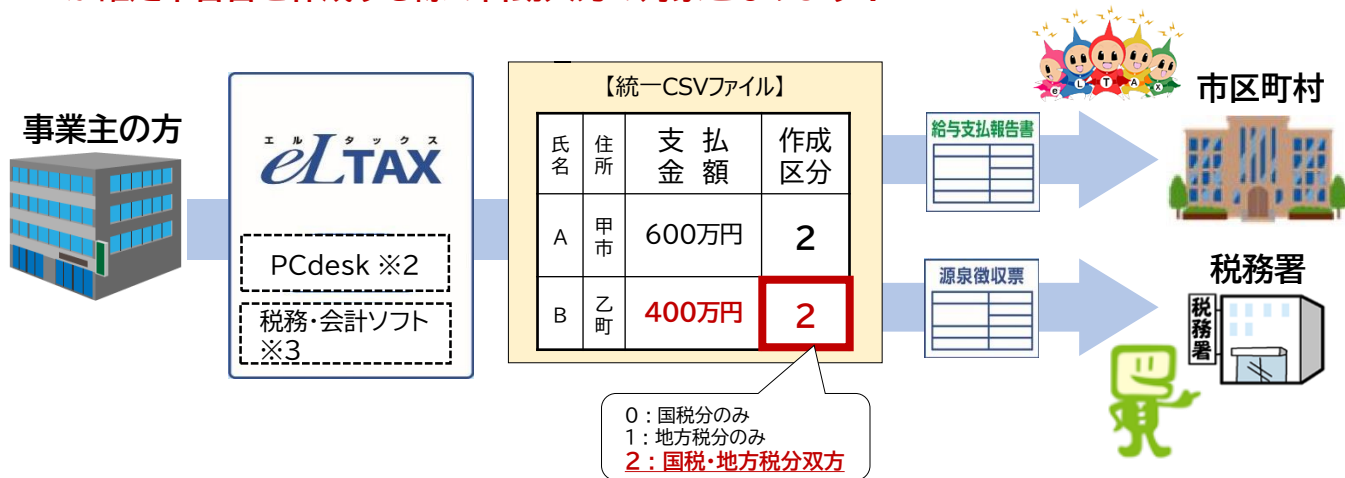 事業主の方
エルタックス
eLTAX
PCdesk ※2
税務・会計ソフト
※3
【統一CSVファイル】
氏名 住所 支払金額 作成区分
A 甲市 600万円 2
B 乙町 400万円 2
0：国税分のみ
1：地方税分のみ
2：国税・地方税分双方
e L T A X
給与支払報告書
市区町村
源泉徴収票
税務署
税務署